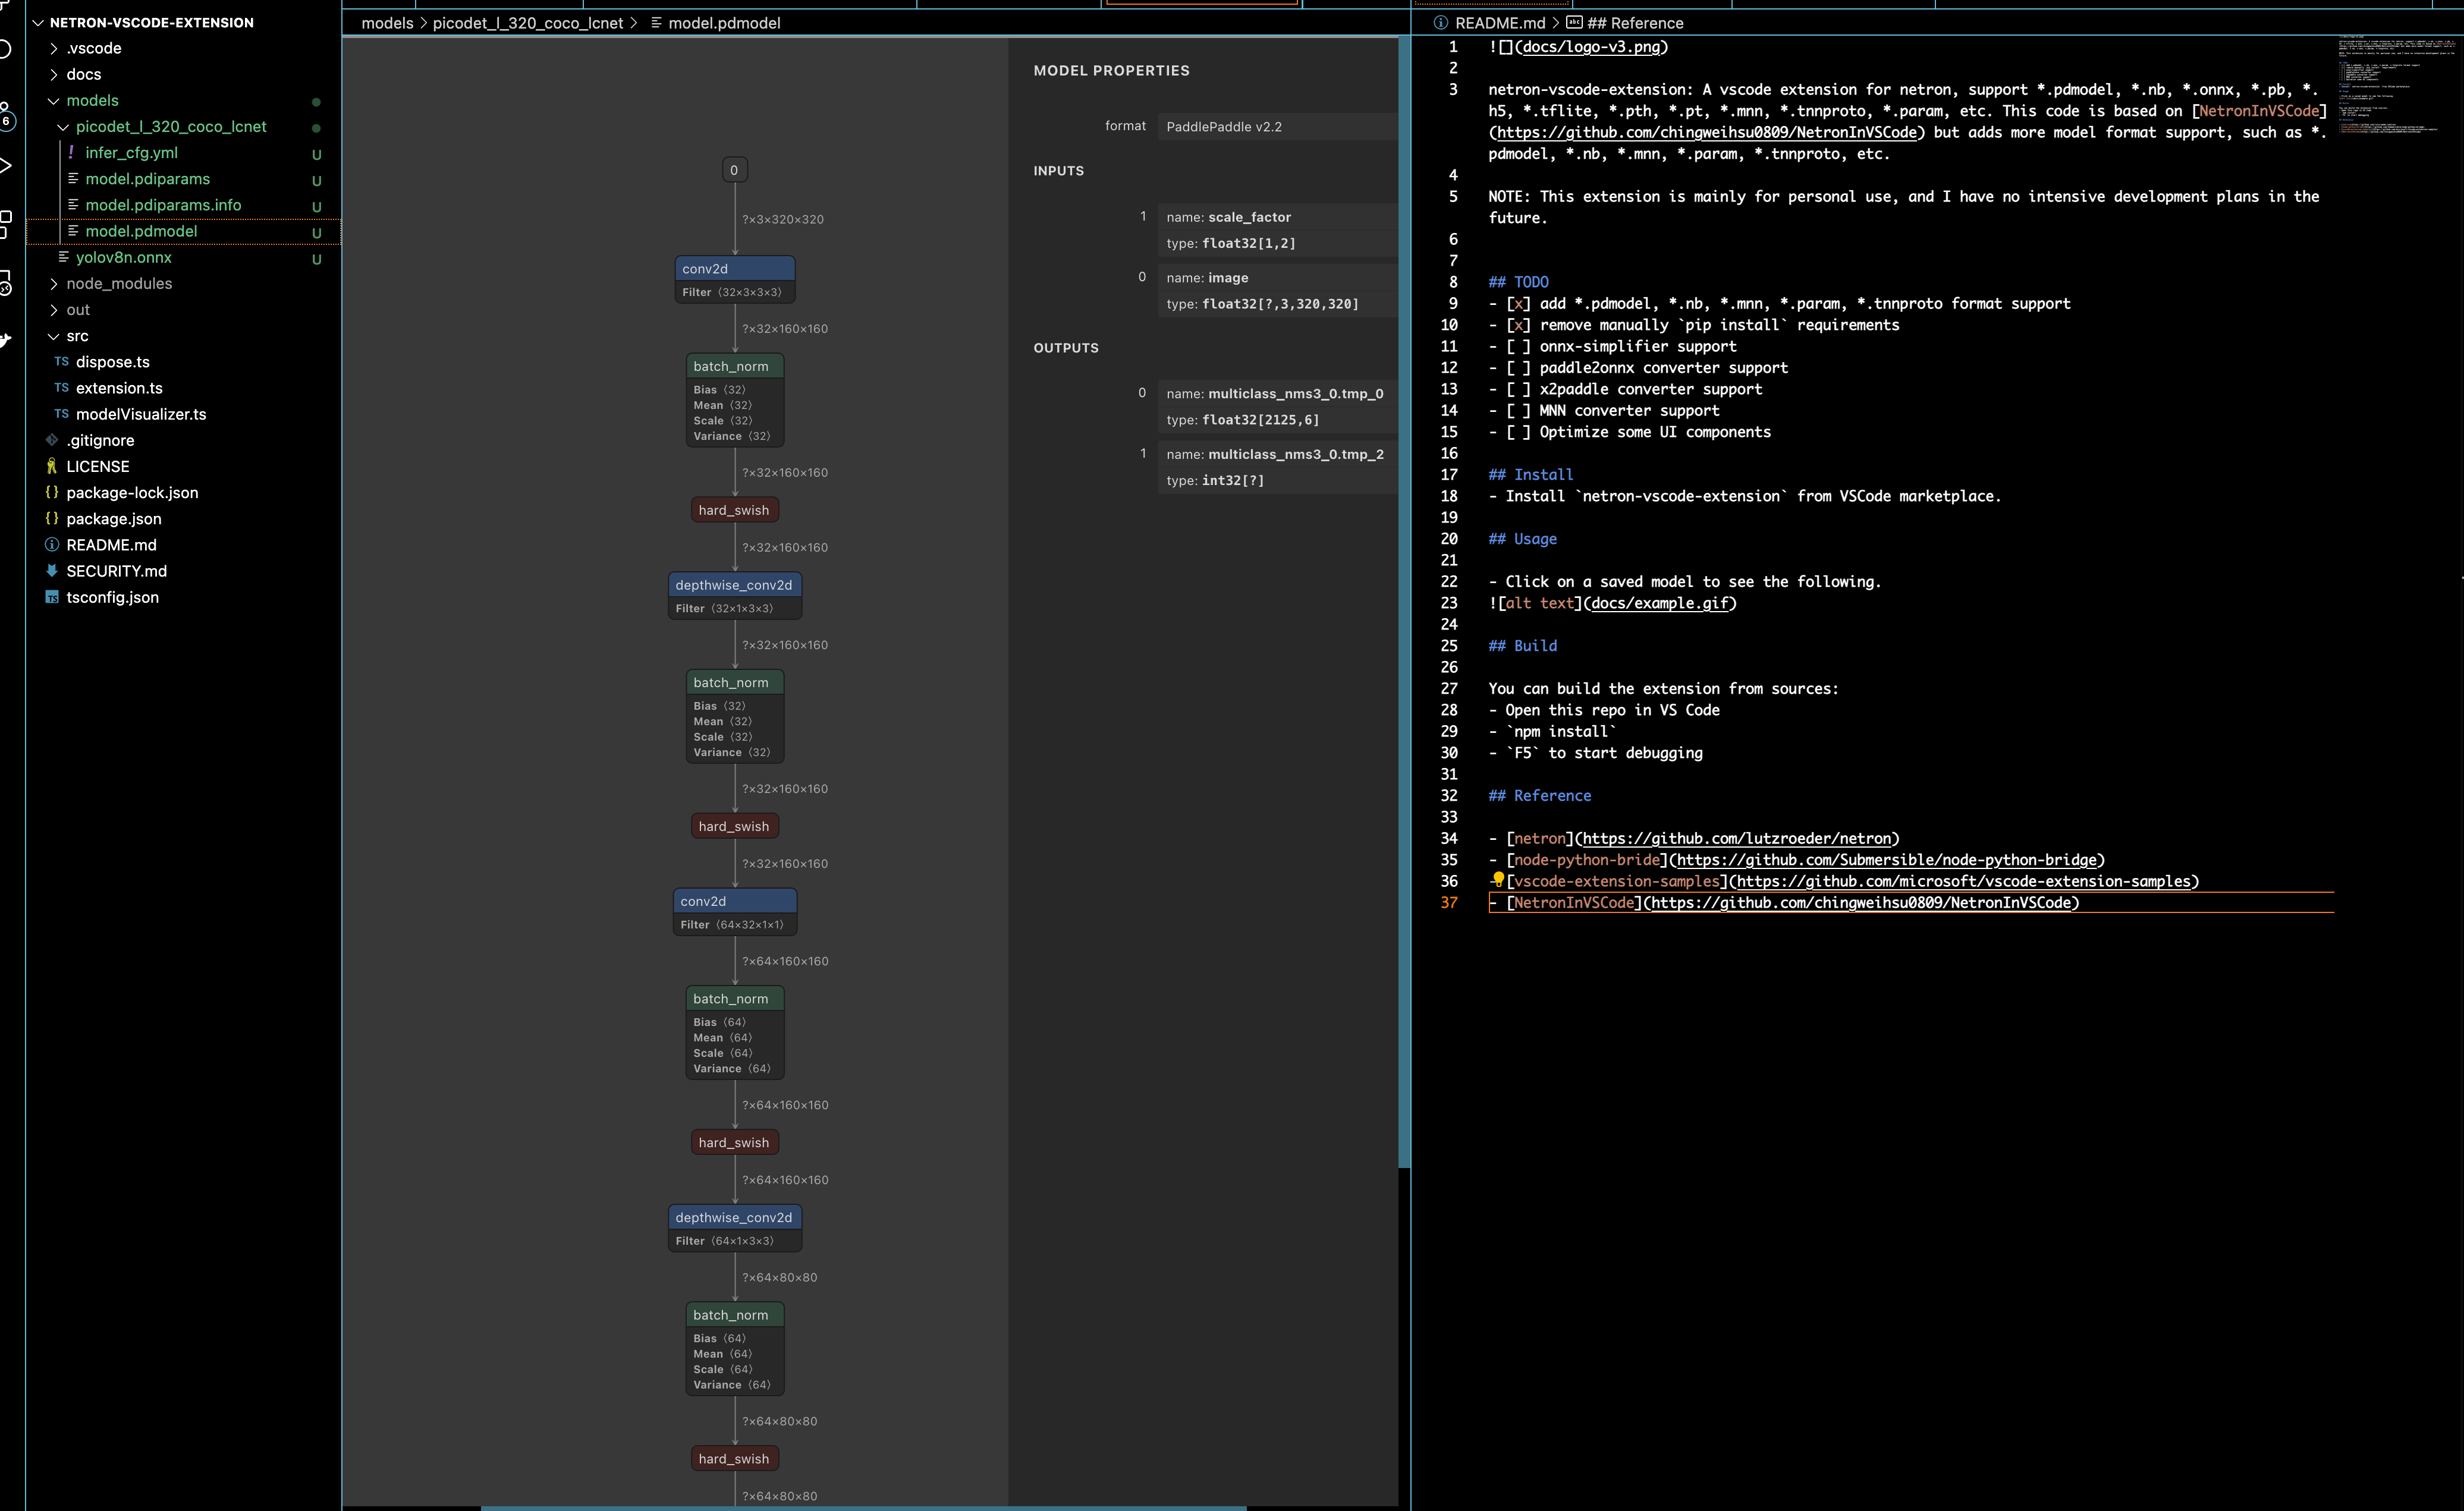 NETRON-VSCODE-EXTENSION
.vscode
docs
models
picodet_l_320_coco_lcnet
! infer_cfg.yml U
model.pdiparams U
model.pdiparams.info U
model.pdmodel U
yolov8n.onnx U
node_modules
out
src
TS dispose.ts
TS extension.ts
TS modelVisualizer.ts
.gitignore
LICENSE
{} package-lock.json
{} package.json
README.md
SECURITY.md
TS tsconfig.json
6
models > picodet_l_320_coco_lcnet > model.pdmodel
0
?×3×320×320
conv2d
Filter ⟨32×3×3×3⟩
?×32×160×160
batch_norm
Bias ⟨32⟩
Mean ⟨32⟩
Scale ⟨32⟩
Variance ⟨32⟩
?×32×160×160
hard_swish
?×32×160×160
depthwise_conv2d
Filter ⟨32×1×3×3⟩
?×32×160×160
batch_norm
Bias ⟨32⟩
Mean ⟨32⟩
Scale ⟨32⟩
Variance ⟨32⟩
?×32×160×160
hard_swish
?×32×160×160
conv2d
Filter ⟨64×32×1×1⟩
?×64×160×160
batch_norm
Bias ⟨64⟩
Mean ⟨64⟩
Scale ⟨64⟩
Variance ⟨64⟩
?×64×160×160
hard_swish
?×64×160×160
depthwise_conv2d
Filter ⟨64×1×3×3⟩
?×64×80×80
batch_norm
Bias ⟨64⟩
Mean ⟨64⟩
Scale ⟨64⟩
Variance ⟨64⟩
?×64×80×80
hard_swish
?×64×80×80
MODEL PROPERTIES
format PaddlePaddle v2.2
INPUTS
1 name: scale_factor
type: float32[1,2]
0 name: image
type: float32[?,3,320,320]
OUTPUTS
0 name: multiclass_nms3_0.tmp_0
type: float32[2125,6]
1 name: multiclass_nms3_0.tmp_2
type: int32[?]
README.md > abc ## Reference
1 ![](docs/logo-v3.png)
2
3 netron-vscode-extension: A vscode extension for netron, support *.pdmodel, *.nb, *.onnx, *.pb, *.
h5, *.tflite, *.pth, *.pt, *.mnn, *.tnnproto, *.param, etc. This code is based on [NetronInVSCode]
(https://github.com/chingweihsu0809/NetronInVSCode) but adds more model format support, such as *.
pdmodel, *.nb, *.mnn, *.param, *.tnnproto, etc.
4
5 NOTE: This extension is mainly for personal use, and I have no intensive development plans in the
future.
6
7
8 ## TODO
9 - [x] add *.pdmodel, *.nb, *.mnn, *.param, *.tnnproto format support
10 - [x] remove manually `pip install` requirements
11 - [ ] onnx-simplifier support
12 - [ ] paddle2onnx converter support
13 - [ ] x2paddle converter support
14 - [ ] MNN converter support
15 - [ ] Optimize some UI components
16
17 ## Install
18 - Install `netron-vscode-extension` from VSCode marketplace.
19
20 ## Usage
21
22 - Click on a saved model to see the following.
23 ![alt text](docs/example.gif)
24
25 ## Build
26
27 You can build the extension from sources:
28 - Open this repo in VS Code
29 - `npm install`
30 - `F5` to start debugging
31
32 ## Reference
33
34 - [netron](https://github.com/lutzroeder/netron)
35 - [node-python-bride](https://github.com/Submersible/node-python-bridge)
36 - [vscode-extension-samples](https://github.com/microsoft/vscode-extension-samples)
37 - [NetronInVSCode](https://github.com/chingweihsu0809/NetronInVSCode)